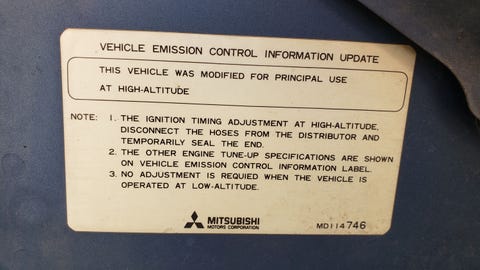 VEHICLE EMISSION CONTROL INFORMATION UPDATE
THIS VEHICLE WAS MODIFIED FOR PRINCIPAL USE
AT HIGH-ALTITUDE
NOTE: 1. THE IGNITION TIMING ADJUSTMENT AT HIGH-ALTITUDE,
DISCONNECT THE HOSES FROM THE DISTRIBUTOR AND
TEMPORARILY SEAL THE END.
2. THE OTHER ENGINE TUNE-UP SPECIFICATIONS ARE SHOWN
ON VEHICLE EMISSION CONTROL INFORMATION LABEL.
3. NO ADJUSTMENT IS REQUIED WHEN THE VEHICLE IS
OPERATED AT LOW-ALTITUDE.
MITSUBISHI
MOTORS CORPORATION
MD114746